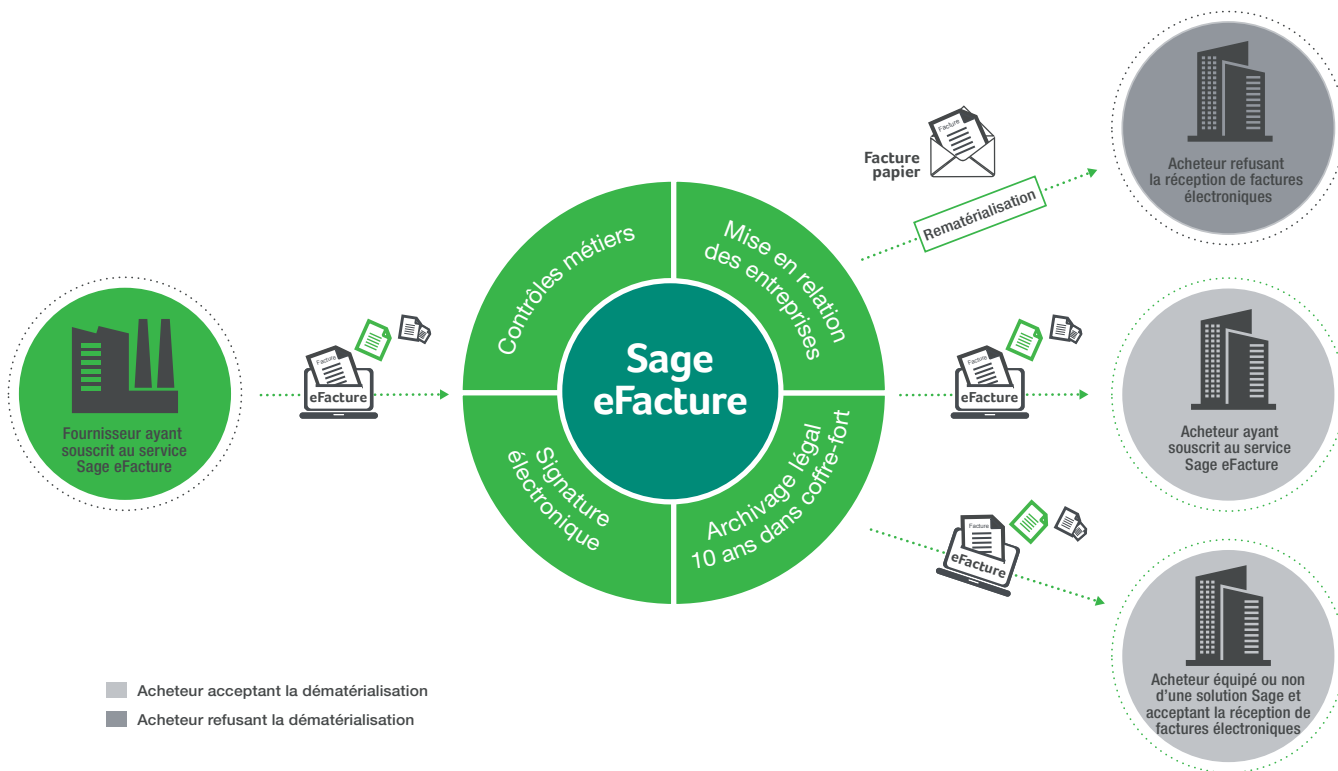 Fournisseur ayant
souscrit au service
Sage eFacture
Facture
eFacture
Contrôles métiers
Mise en relation
des entreprises
Sage
eFacture
Signature
électronique
Archivage légal
10 ans dans coffre-fort
Facture
papier
Facture
Rematérialisation
Acheteur refusant
la réception de factures
électroniques
Facture
eFacture
Acheteur ayant
souscrit au service
Sage eFacture
Facture
eFacture
Acheteur équipé ou non
d'une solution Sage et
acceptant la réception de
factures électroniques
Acheteur acceptant la dématérialisation
Acheteur refusant la dématérialisation